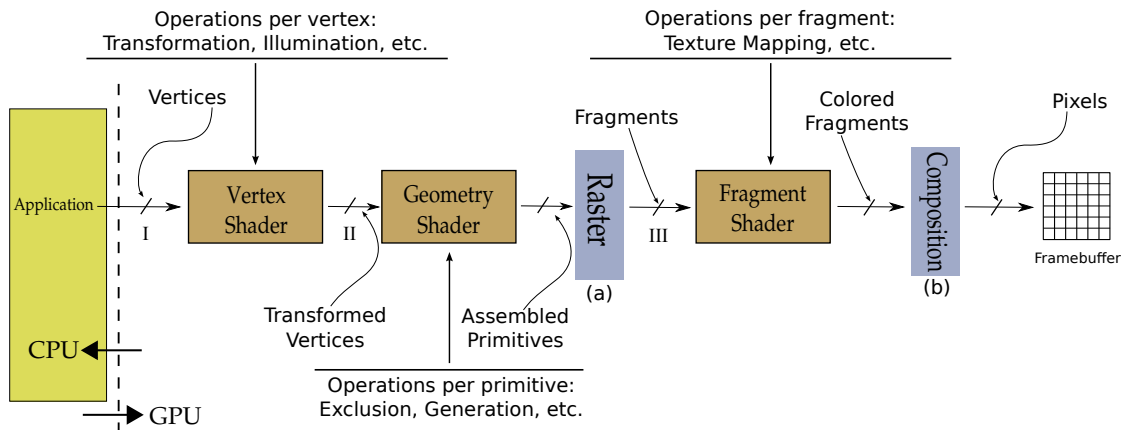 Operations per vertex:
Transformation, Illumination, etc.
Operations per fragment:
Texture Mapping, etc.
Vertices
Fragments
Colored
Fragments
Pixels
Application
I
Vertex
Shader
II
Geometry
Shader
Raster
(a)
III
Fragment
Shader
Composition
(b)
Framebuffer
Transformed
Vertices
Assembled
Primitives
CPU
GPU
Operations per primitive:
Exclusion, Generation, etc.